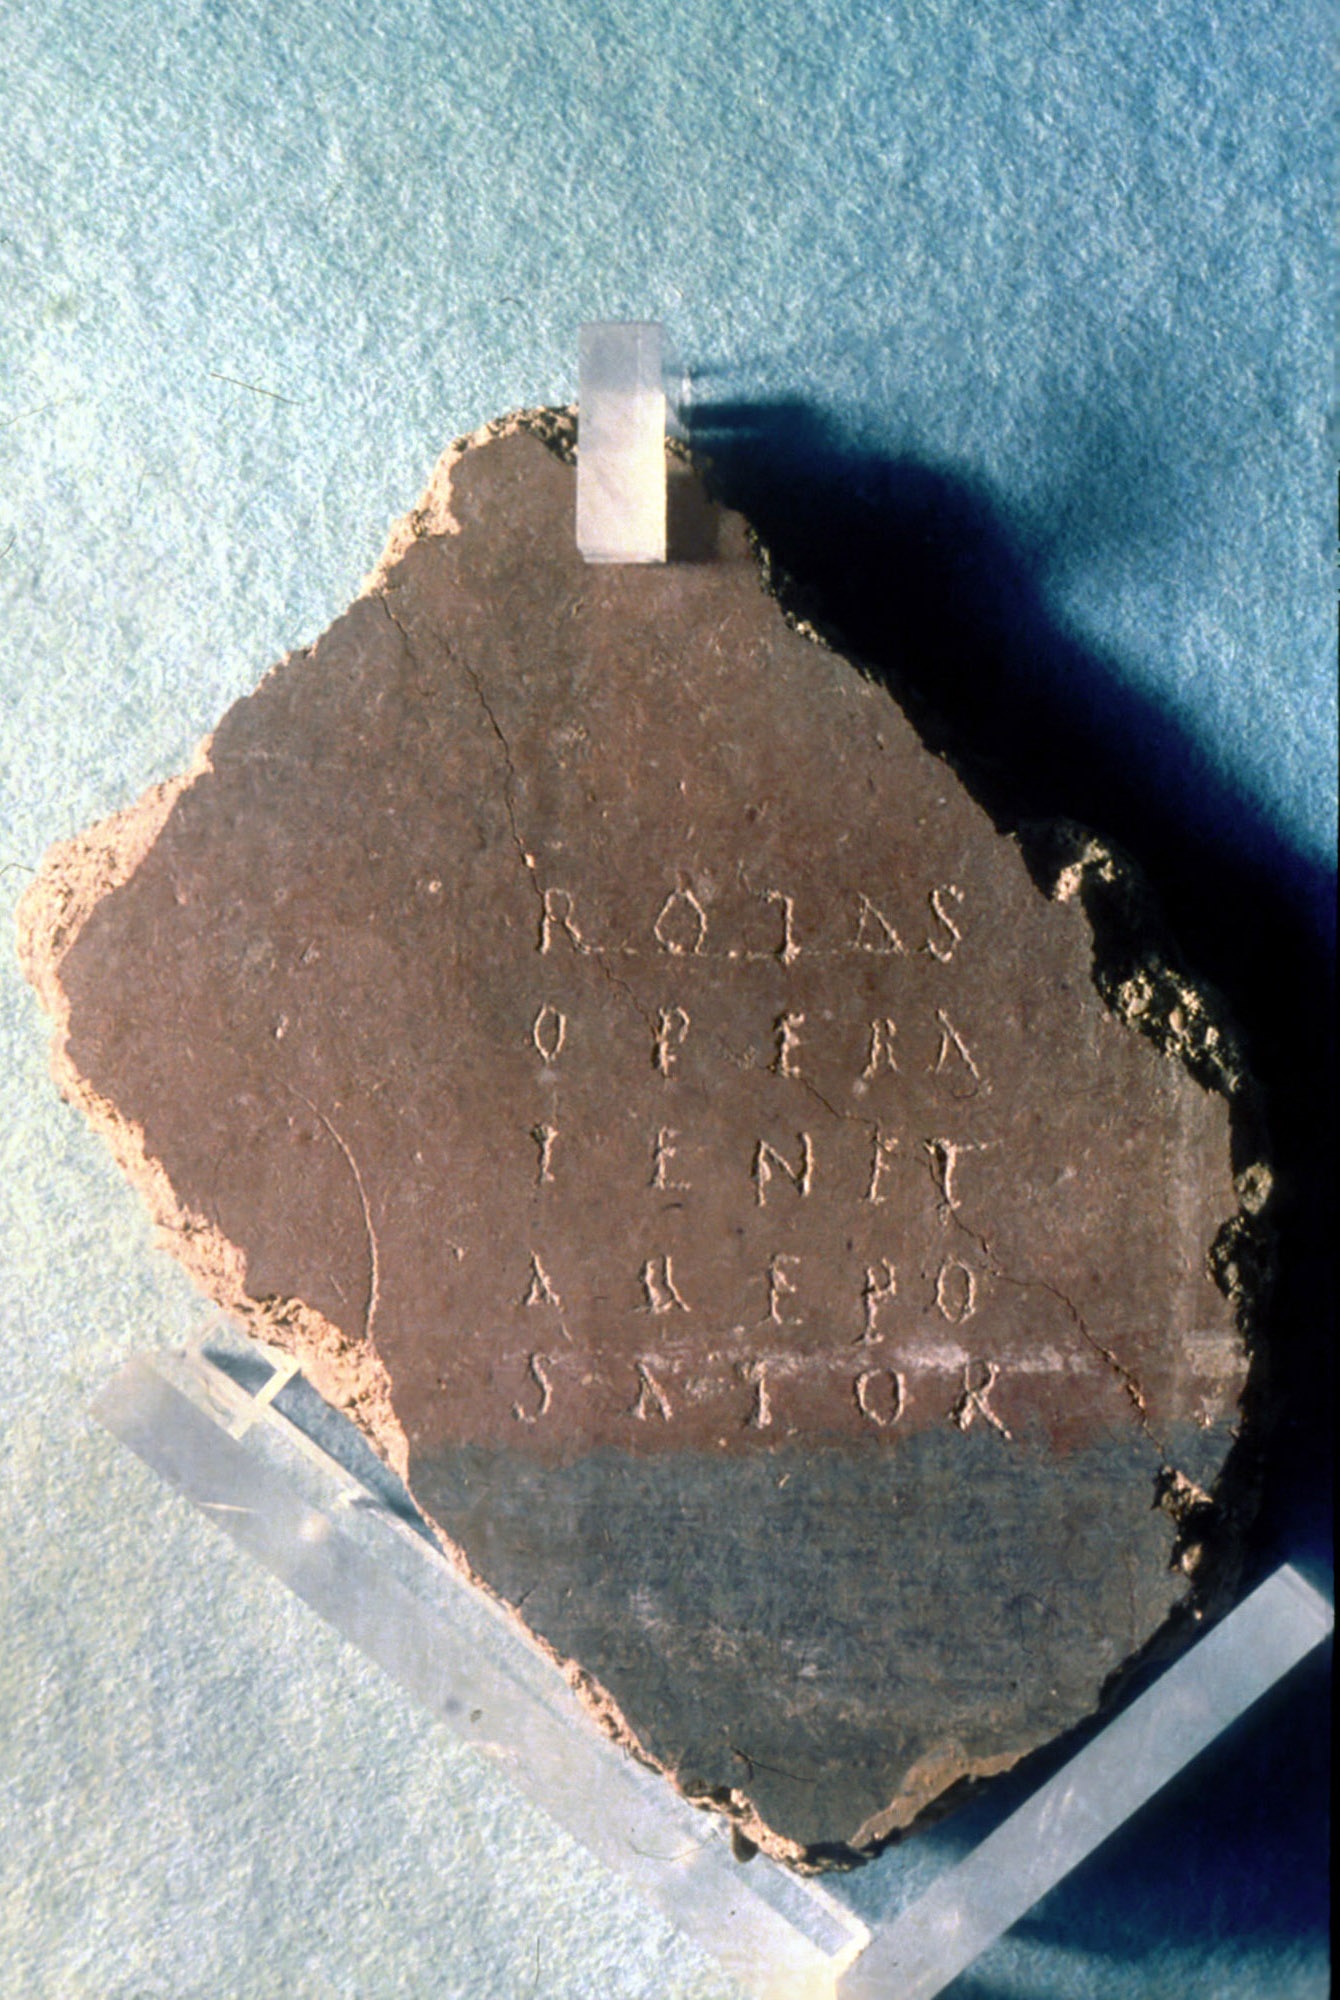 ROTAS
OPERA
TENET
AREPO
SATOR